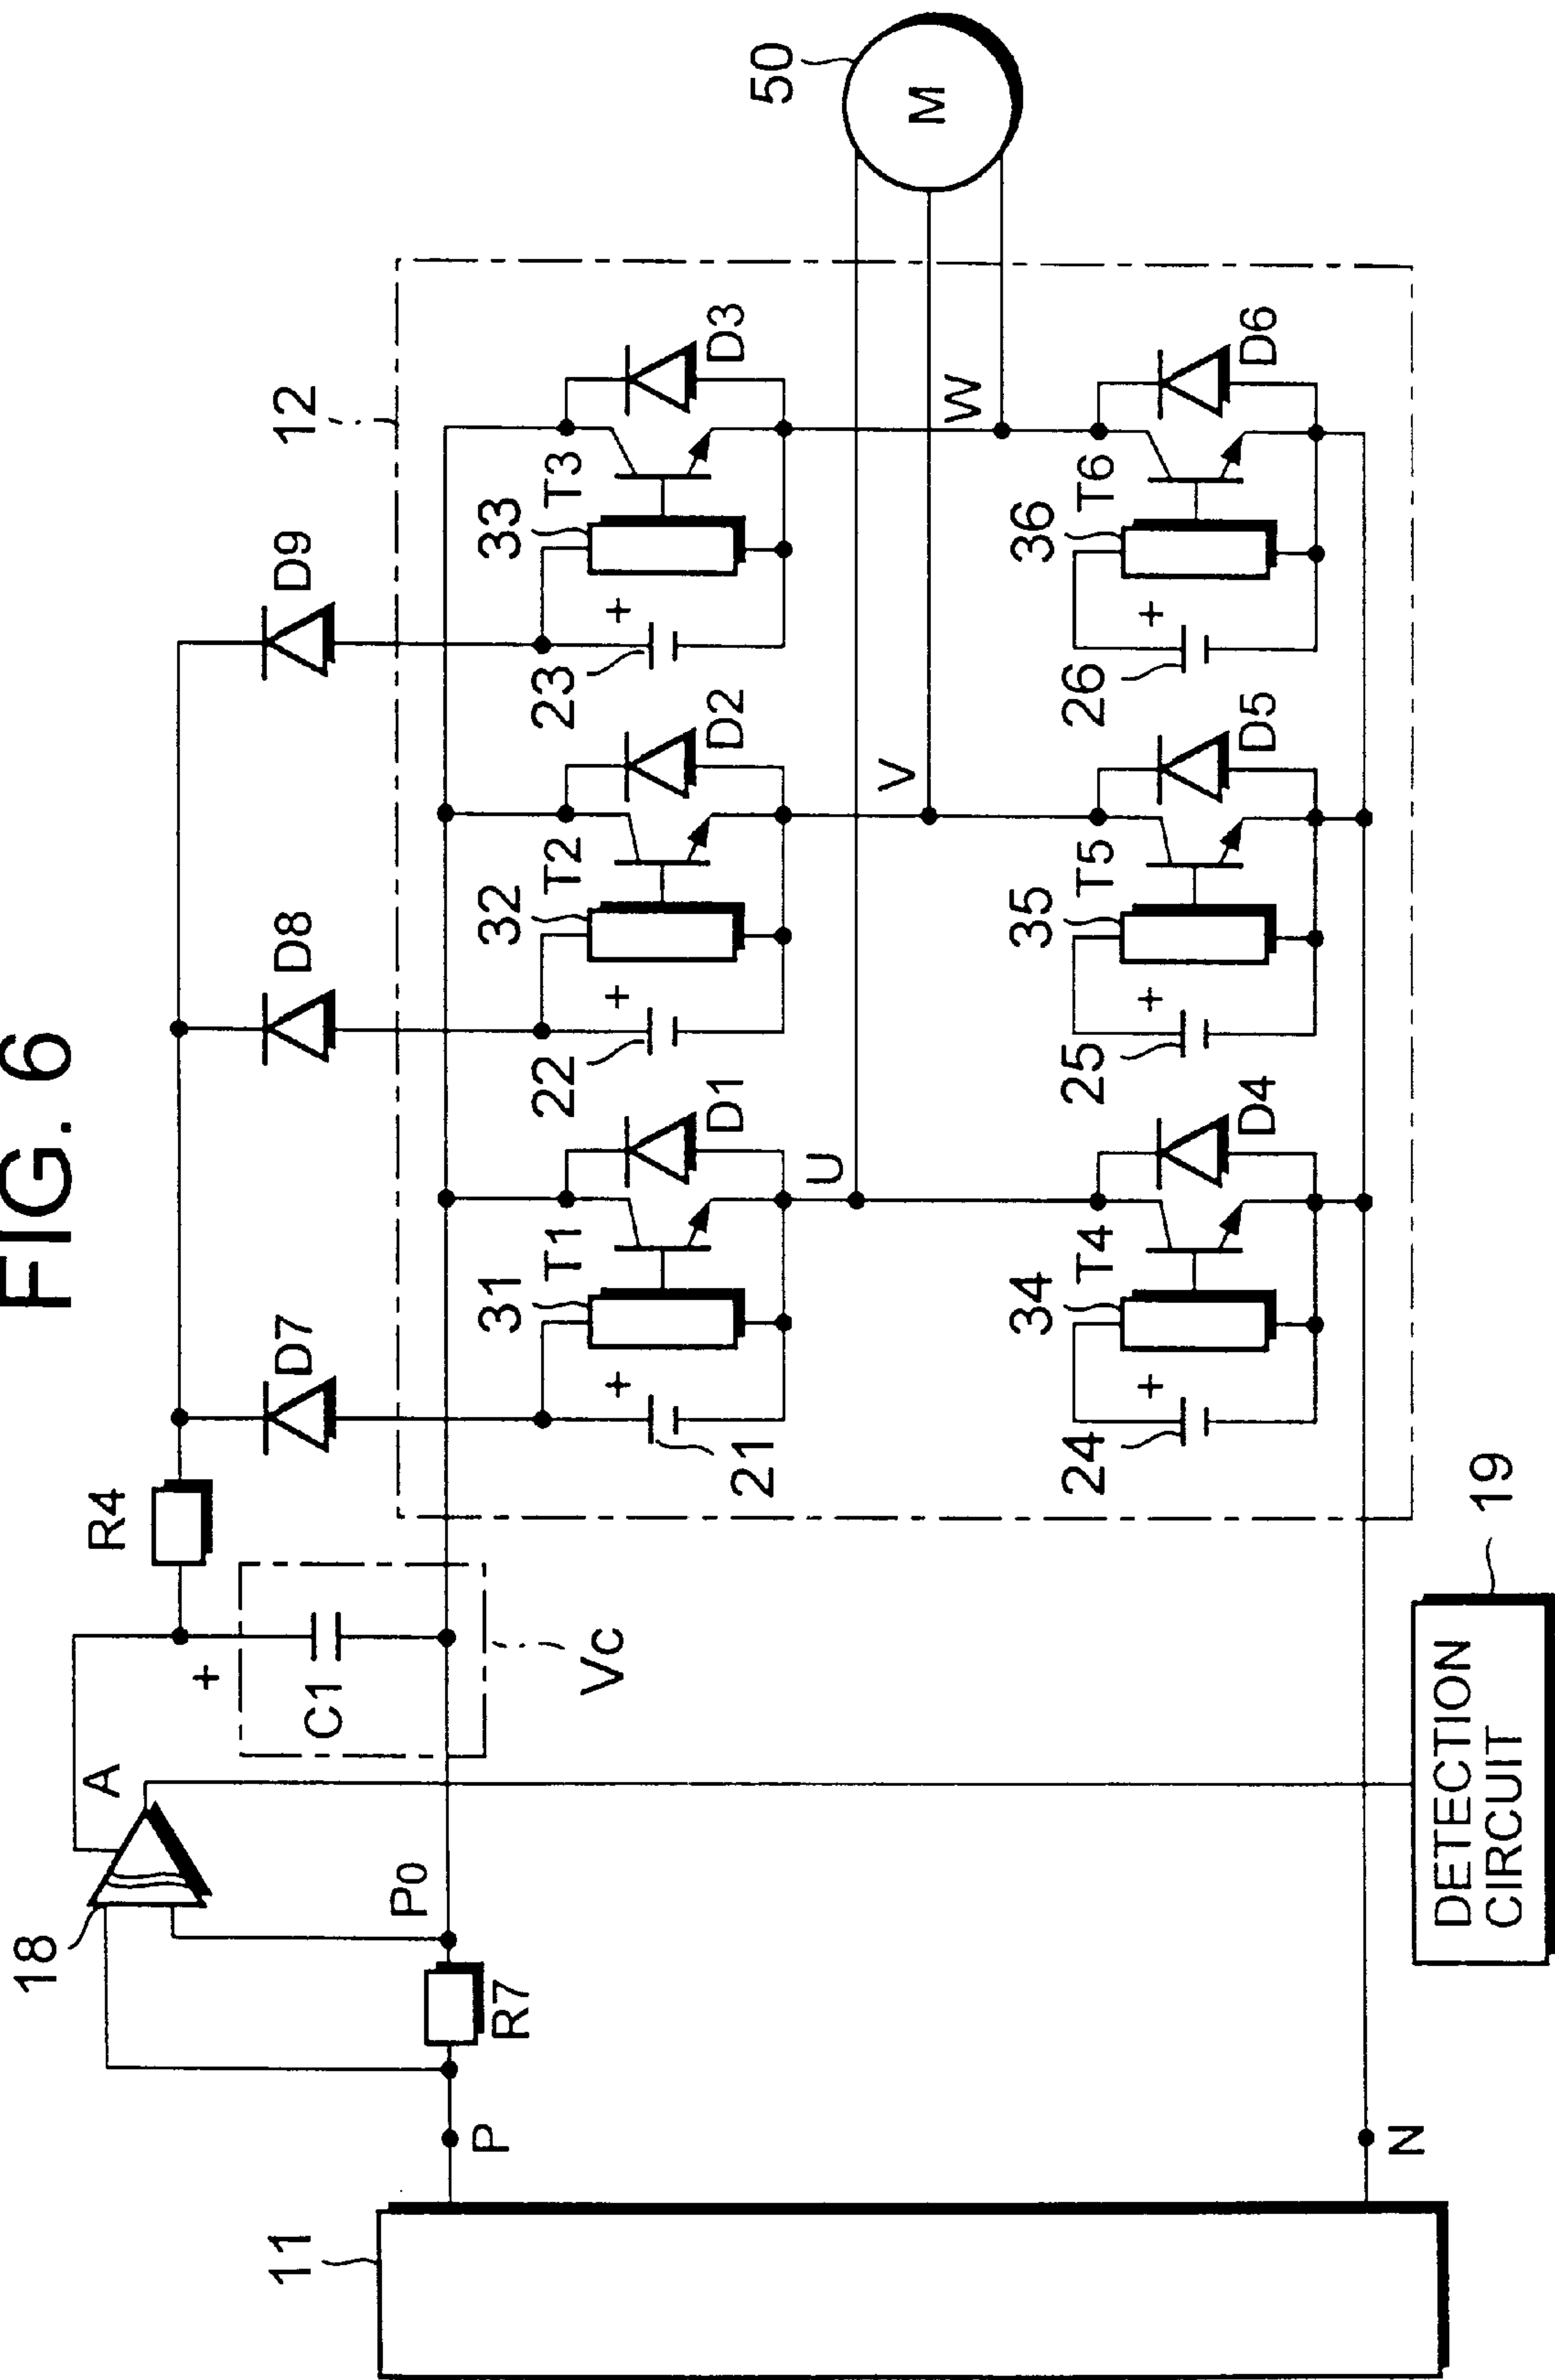 FIG. 6
18
A
+
R4
D7
D8
D9
12
C1
Vc
P0
R7
P
11
31
T1
+
21
D1
32
T2
+
22
D2
33
T3
+
23
D3
U
V
W
50
M
34
T4
+
24
D4
35
T5
+
25
D5
36
T6
+
26
D6
N
DETECTION
CIRCUIT
19